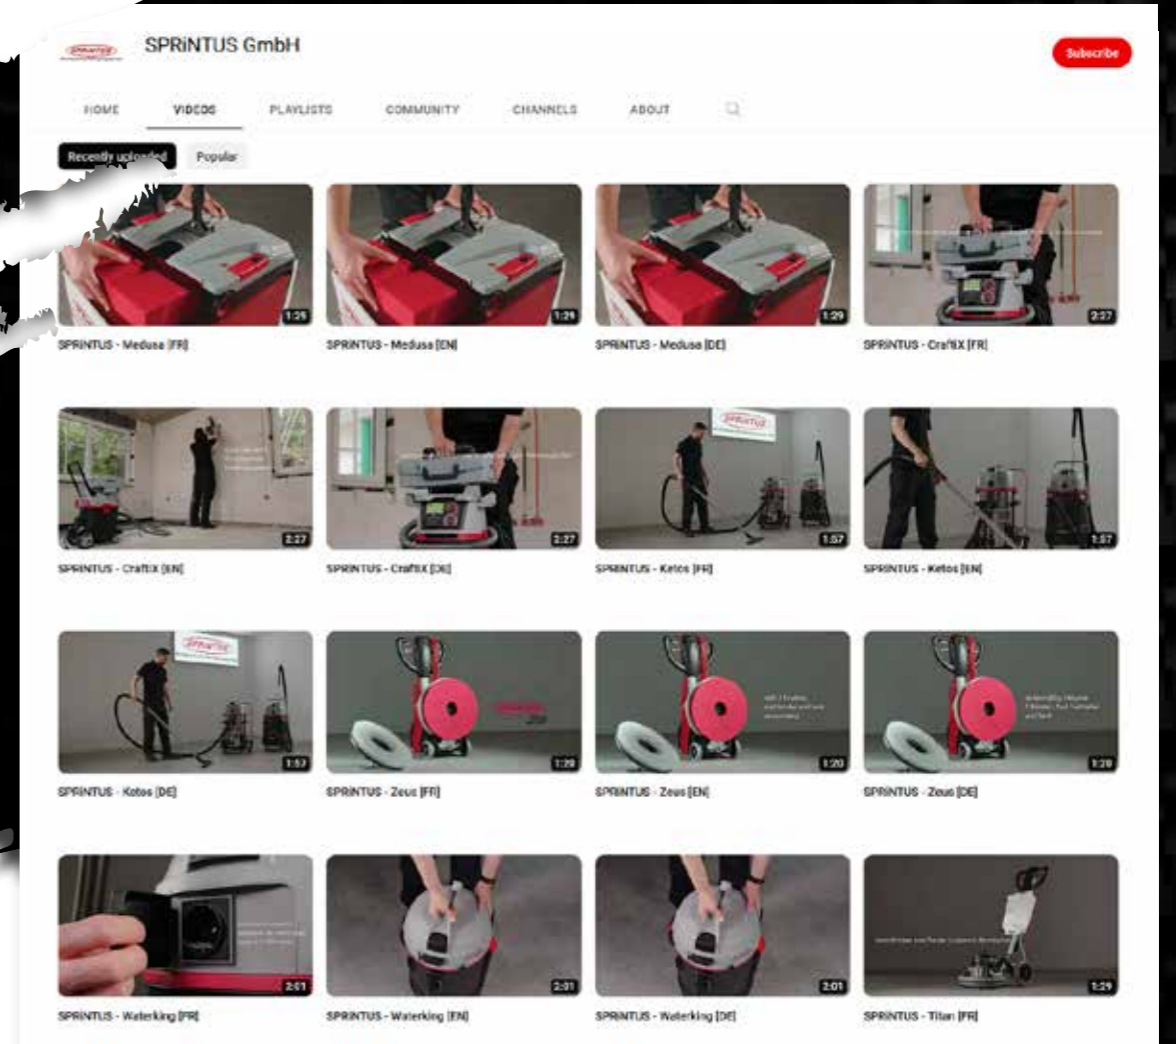 SPRiNTUS
SPRiNTUS GmbH
Subscribe
HOME VIDEOS PLAYLISTS COMMUNITY CHANNELS ABOUT
Recently uploaded Popular
1:29 1:29 1:29 2:27
SPRiNTUS - Medusa [FR] SPRiNTUS - Medusa [EN] SPRiNTUS - Medusa [DE] SPRiNTUS - CraftiX [FR]
SPRiNTUS
2:27 2:27 1:57 1:57
SPRiNTUS - CraftiX [EN] SPRiNTUS - CraftiX [DE] SPRiNTUS - Ketos [FR] SPRiNTUS - Ketos [EN]
SPRiNTUS
1:57 1:20 1:20 1:20
SPRiNTUS - Ketos [DE] SPRiNTUS - Zeus [FR] SPRiNTUS - Zeus [EN] SPRiNTUS - Zeus [DE]
2:01 2:01 2:01 1:29
SPRiNTUS - Waterking [FR] SPRiNTUS - Waterking [EN] SPRiNTUS - Waterking [DE] SPRiNTUS - Titan [FR]